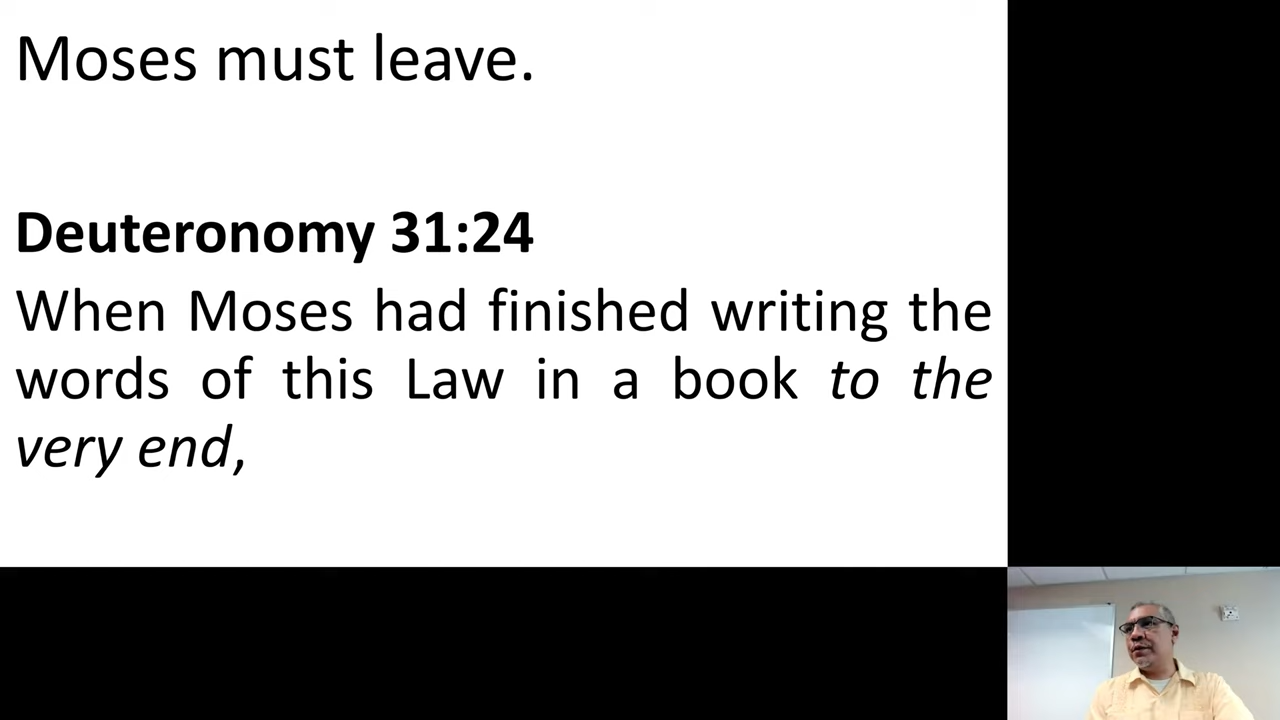 Moses must leave.
Deuteronomy 31:24
When Moses had finished writing the
words of this Law in a book to the
very end,